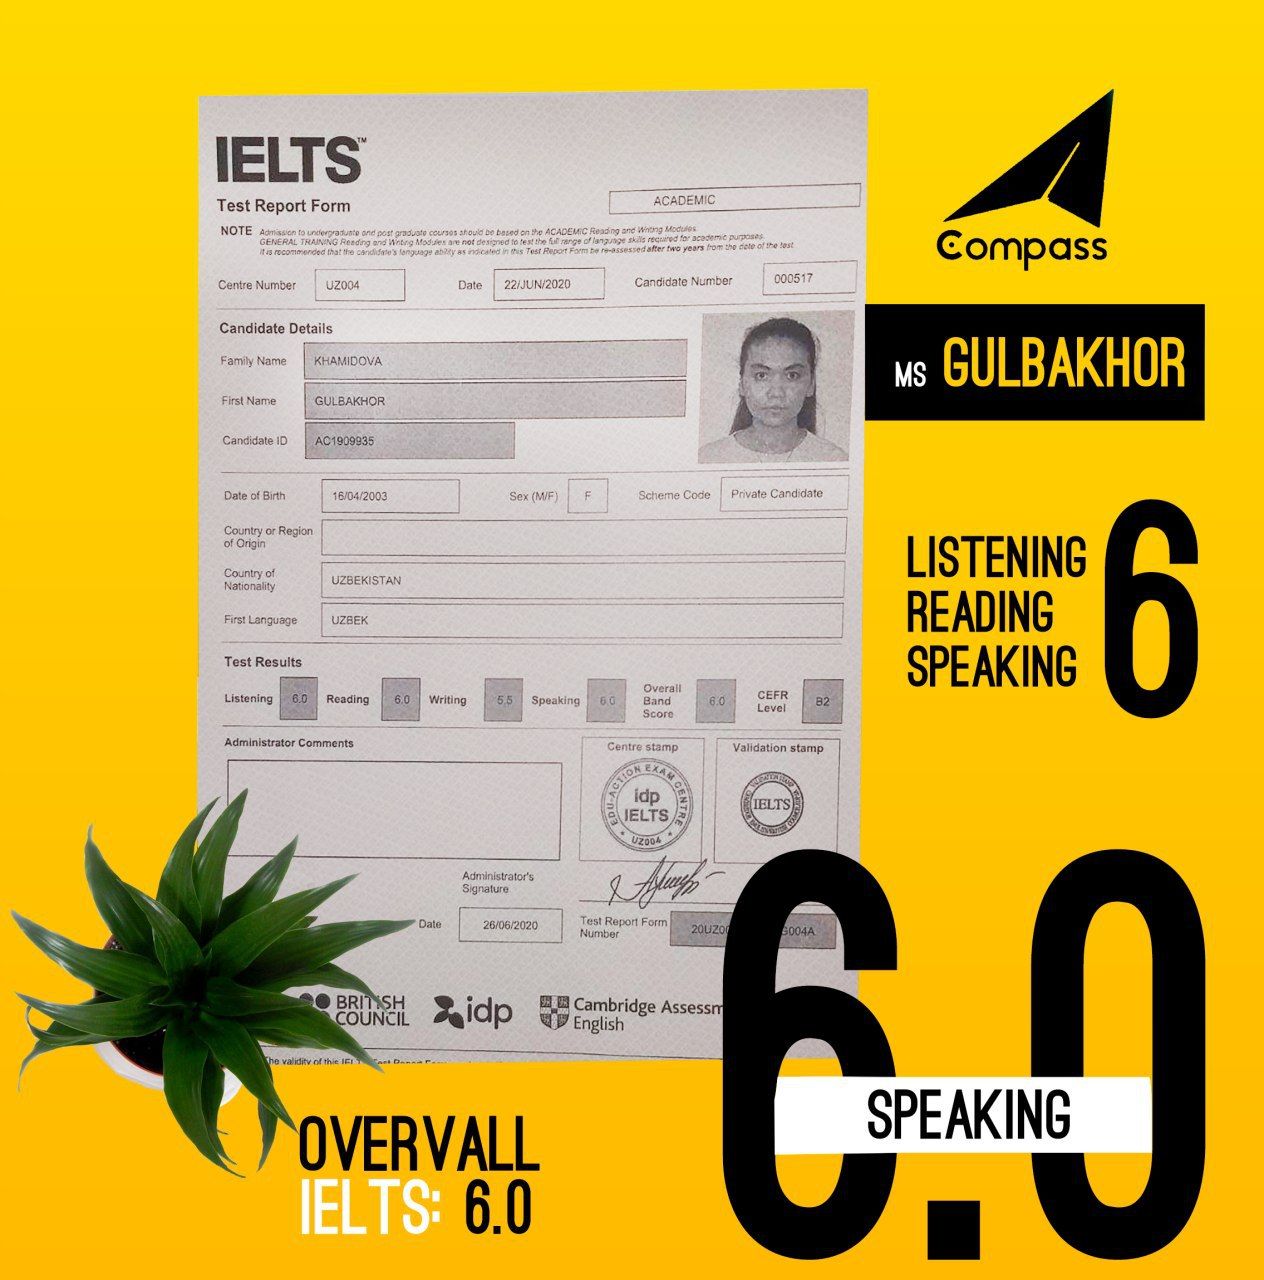 IELTS™
Test Report Form
ACADEMIC
NOTE Admission to undergraduate and post graduate courses should be based on the ACADEMIC Reading and Writing Modules.
GENERAL TRAINING Reading and Writing Modules are not designed to test the full range of language skills required for academic purposes.
It is recommended that the candidate's language ability as indicated in this Test Report Form be re-assessed after two years from the date of the test
Centre Number UZ004 Date 22/JUN/2020 Candidate Number 000517
Candidate Details
Family Name KHAMIDOVA
First Name GULBAKHOR
Candidate ID AC1909935
Date of Birth 16/04/2003 Sex (M/F) F Scheme Code Private Candidate
Country or Region
of Origin
Country of
Nationality UZBEKISTAN
First Language UZBEK
Test Results
Listening 6.0 Reading 6.0 Writing 5.5 Speaking 6.0 Overall Band Score 6.0 CEFR Level B2
Administrator Comments
Centre stamp
EDU-ACTION EXAM CENTRE
idp
IELTS
UZ004
Validation stamp
IELTS
Administrator's
Signature
Date 26/06/2020
Test Report Form
Number
BRITISH
COUNCIL
idp
Cambridge Assessm
English
The validity of this IELTS Test Report Form
Compass
MS GULBAKHOR
LISTENING
READING
SPEAKING
6
6.0
SPEAKING
OVERVALL
IELTS: 6.0